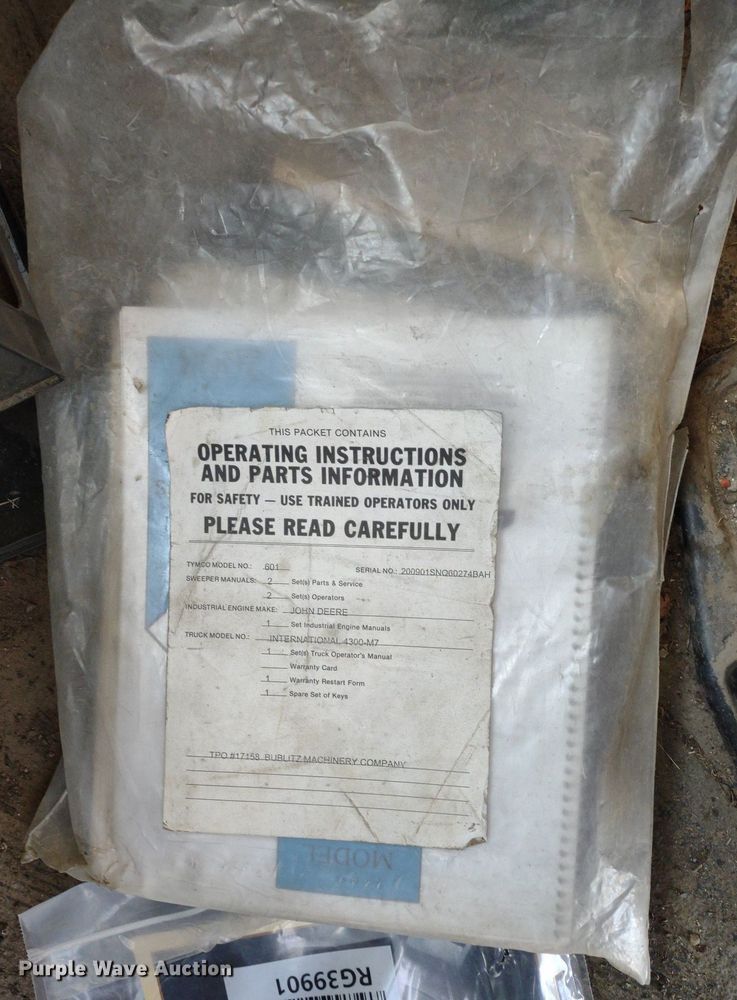 THIS PACKET CONTAINS
OPERATING INSTRUCTIONS
AND PARTS INFORMATION
FOR SAFETY — USE TRAINED OPERATORS ONLY
PLEASE READ CAREFULLY
TYMCO MODEL NO.: 601 SERIAL NO.: 200901SNQ60274BAH
SWEEPER MANUALS: 2 Set(s) Parts & Service
2 Set(s) Operators
INDUSTRIAL ENGINE MAKE: JOHN DEERE
1 Set Industrial Engine Manuals
TRUCK MODEL NO.: INTERNATIONAL 4300-M7
1 Set(s) Truck Operator's Manual
Warranty Card
1 Warranty Restart Form
1 Spare Set of Keys
TPO #17158 BUBLITZ MACHINERY COMPANY
MODEL
RG39901
Purple Wave Auction